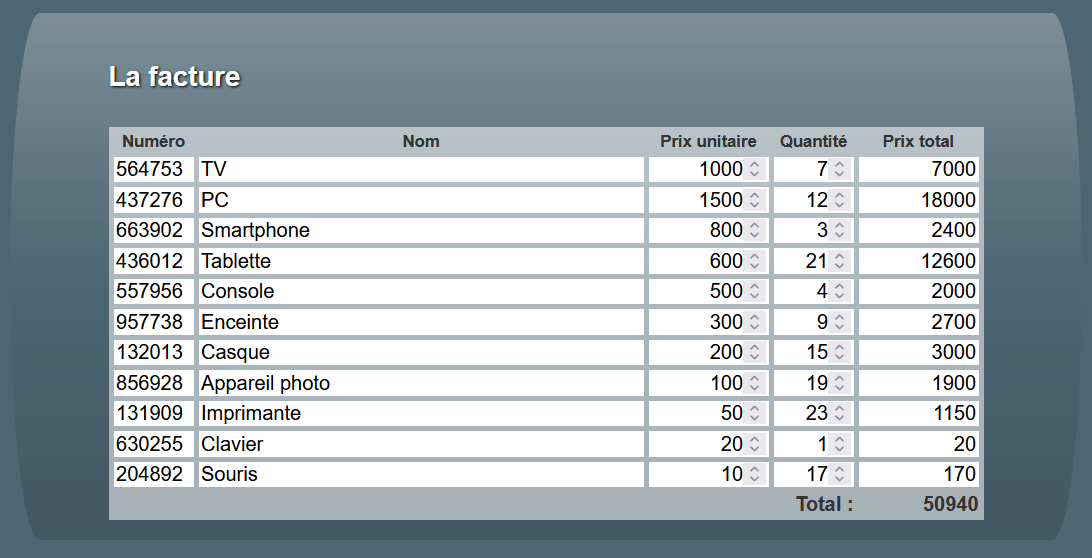 La facture
Numéro Nom Prix unitaire Quantité Prix total
564753 TV 1000 7 7000
437276 PC 1500 12 18000
663902 Smartphone 800 3 2400
436012 Tablette 600 21 12600
557956 Console 500 4 2000
957738 Enceinte 300 9 2700
132013 Casque 200 15 3000
856928 Appareil photo 100 19 1900
131909 Imprimante 50 23 1150
630255 Clavier 20 1 20
204892 Souris 10 17 170
Total : 50940